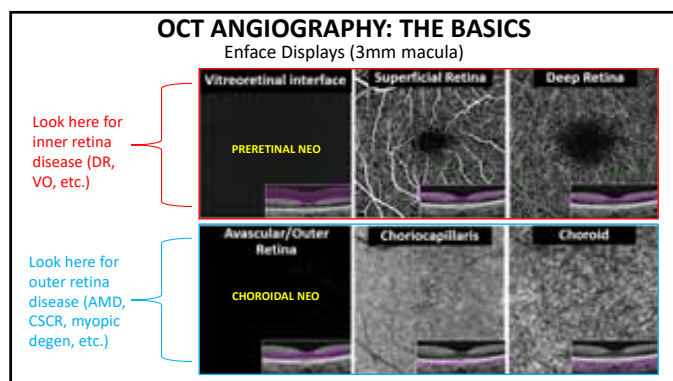 OCT ANGIOGRAPHY: THE BASICS
Enface Displays (3mm macula)
Look here for
inner retina
disease (DR,
VO, etc.)
Vitreoretinal interface
Superficial Retina
Deep Retina
PRERETINAL NEO
Look here for
outer retina
disease (AMD,
CSCR, myopic
degen, etc.)
Avascular/Outer
Retina
Choriocapillaris
Choroid
CHOROIDAL NEO